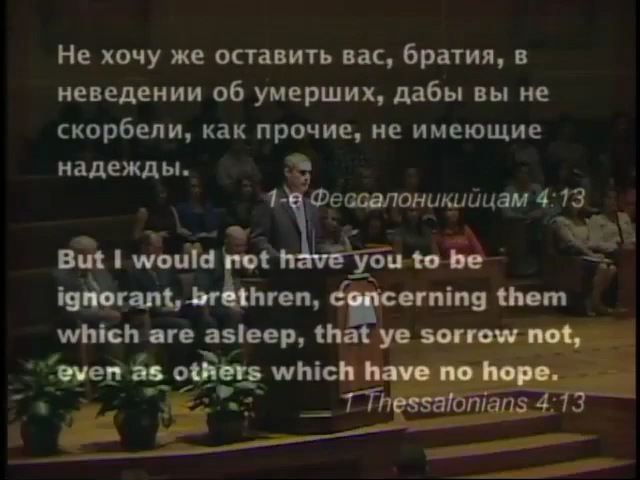 Не хочу же оставить вас, братия, в
неведении об умерших, дабы вы не
скорбели, как прочие, не имеющие
надежды.
1-е Фессалоникийцам 4:13
But I would not have you to be
ignorant, brethren, concerning them
which are asleep, that ye sorrow not,
even as others which have no hope.
1 Thessalonians 4:13